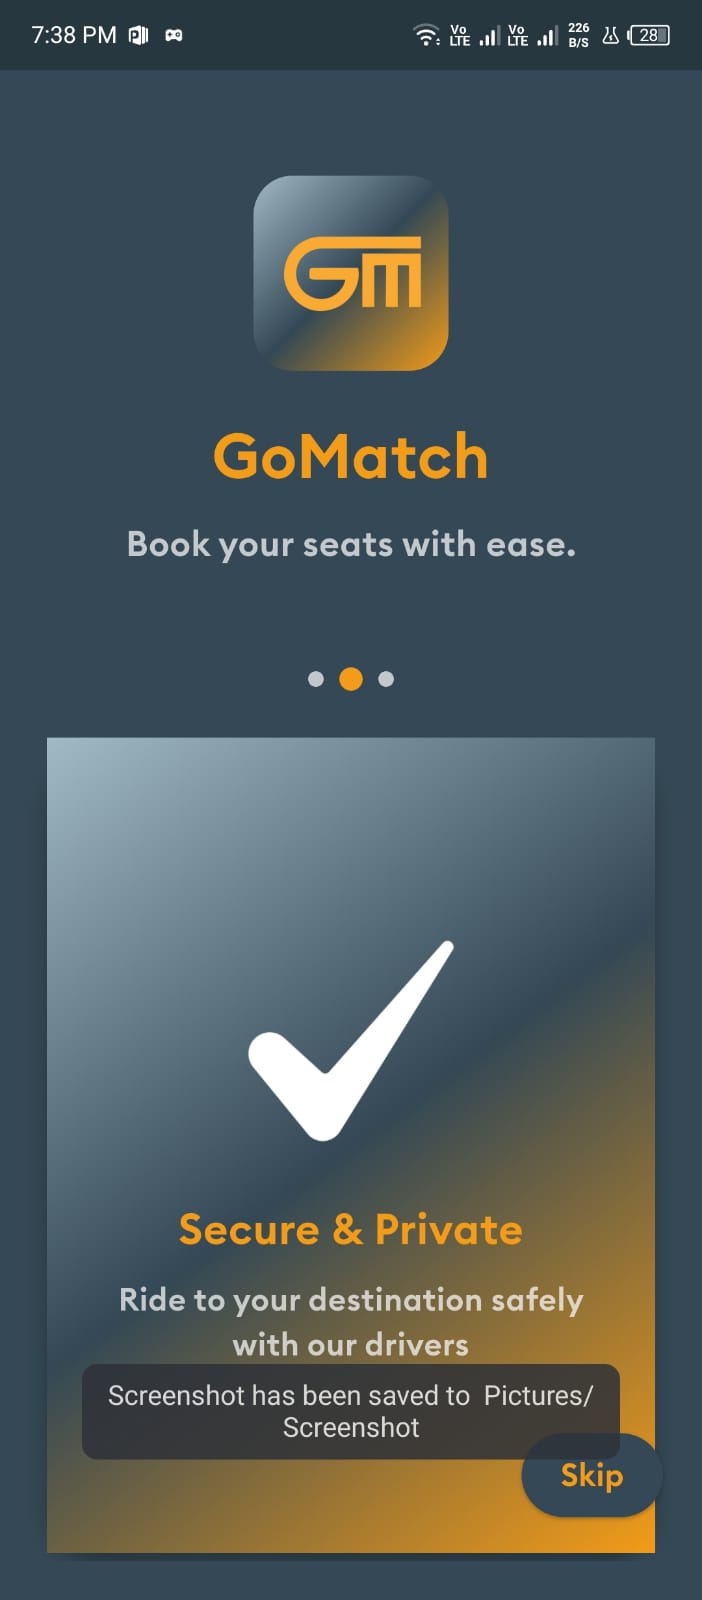 7:38 PM
Vo LTE
Vo LTE
226 B/S
28
Gm
GoMatch
Book your seats with ease.
Secure & Private
Ride to your destination safely
with our drivers
Screenshot has been saved to Pictures/
Screenshot
Skip